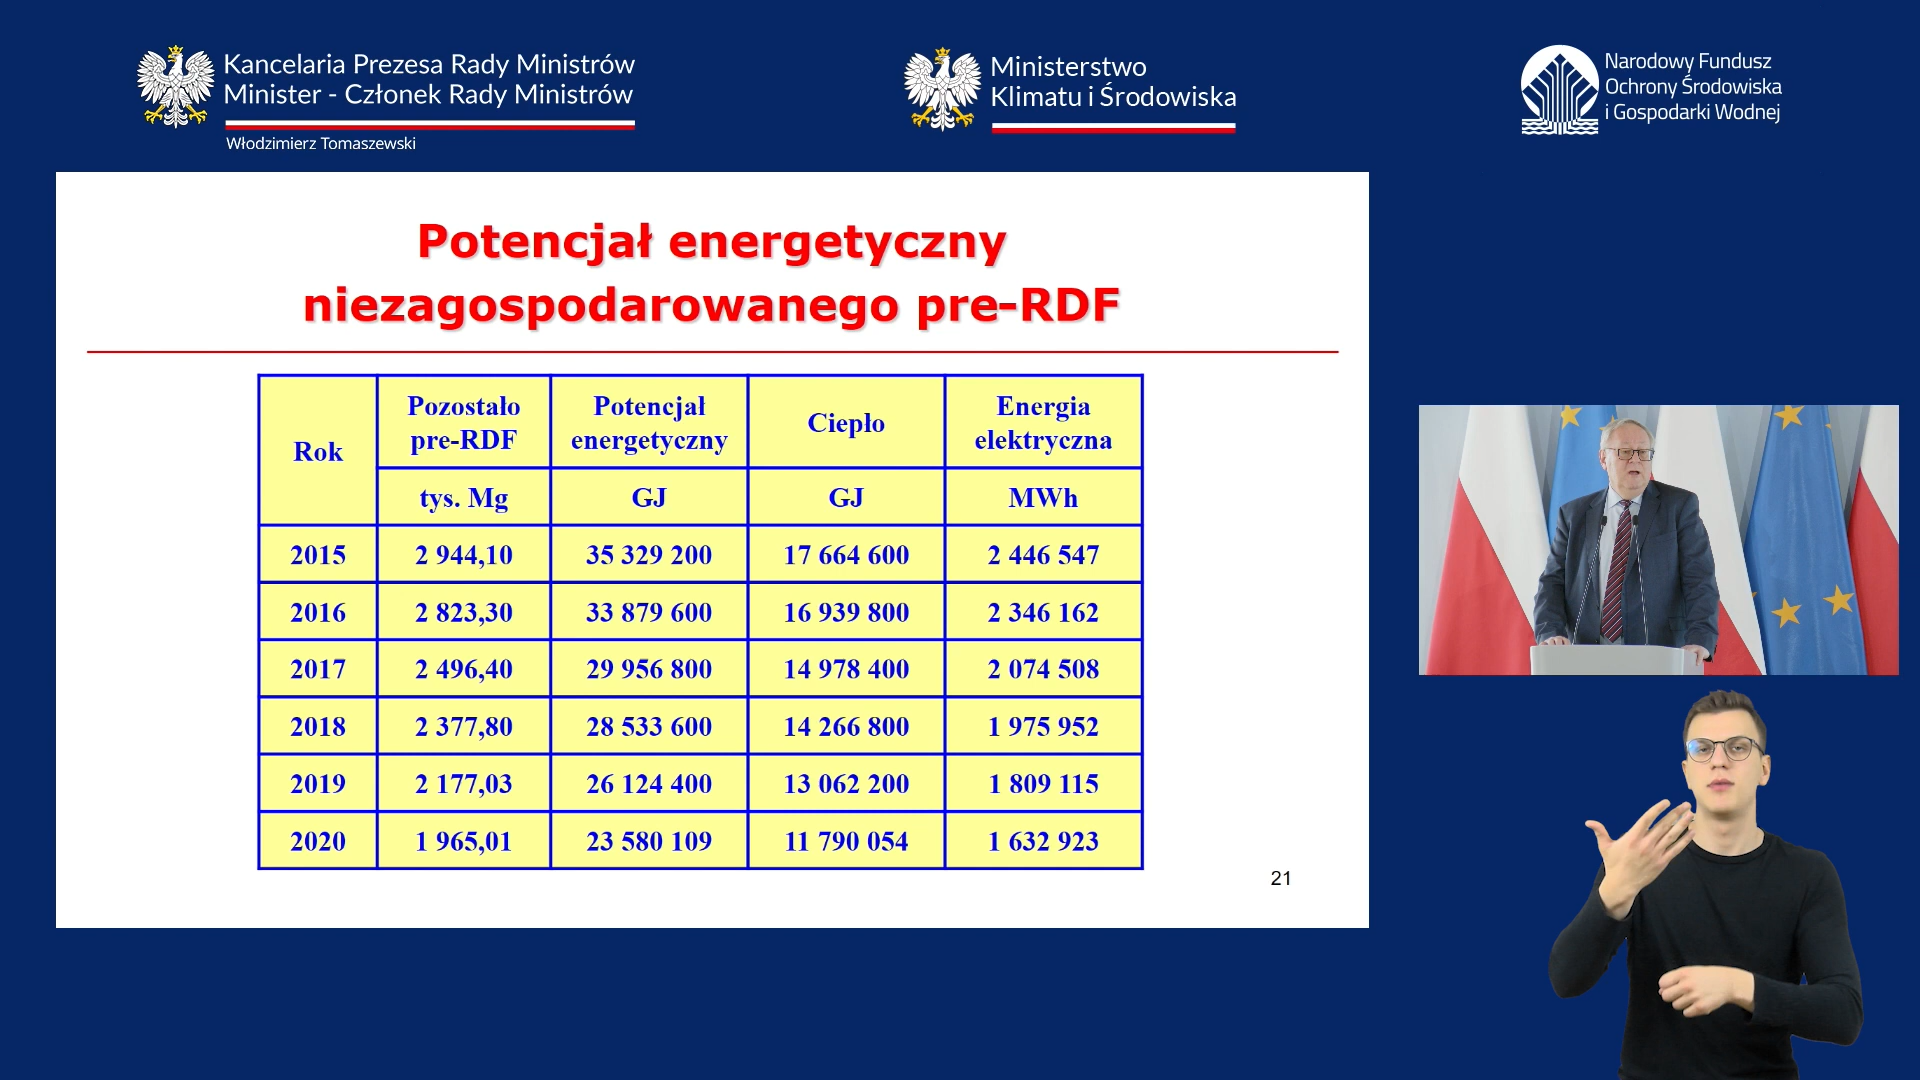 Kancelaria Prezesa Rady Ministrów
Minister - Członek Rady Ministrów
Włodzimierz Tomaszewski
Ministerstwo
Klimatu i Środowiska
Narodowy Fundusz
Ochrony Środowiska
i Gospodarki Wodnej
Potencjał energetyczny
niezagospodarowanego pre-RDF
Rok
Pozostało
pre-RDF
Potencjał
energetyczny
Ciepło
Energia
elektryczna
tys. Mg GJ GJ MWh
2015 2 944,10 35 329 200 17 664 600 2 446 547
2016 2 823,30 33 879 600 16 939 800 2 346 162
2017 2 496,40 29 956 800 14 978 400 2 074 508
2018 2 377,80 28 533 600 14 266 800 1 975 952
2019 2 177,03 26 124 400 13 062 200 1 809 115
2020 1 965,01 23 580 109 11 790 054 1 632 923
21